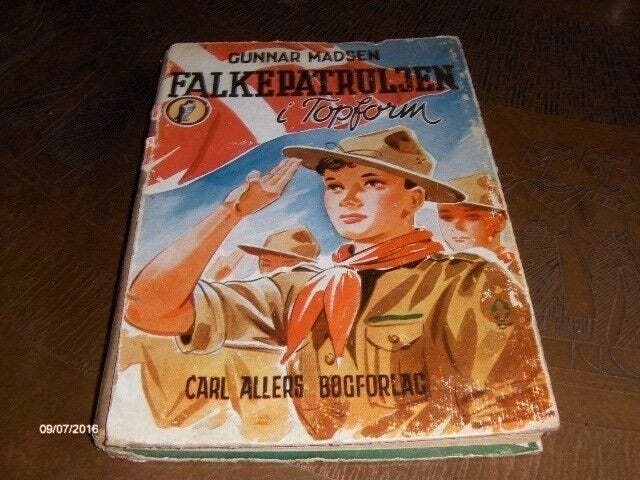 GUNNAR MADSEN
FALKEPATRULJEN
i Topform
CARL ALLERS BOGFORLAG
09/07/2016